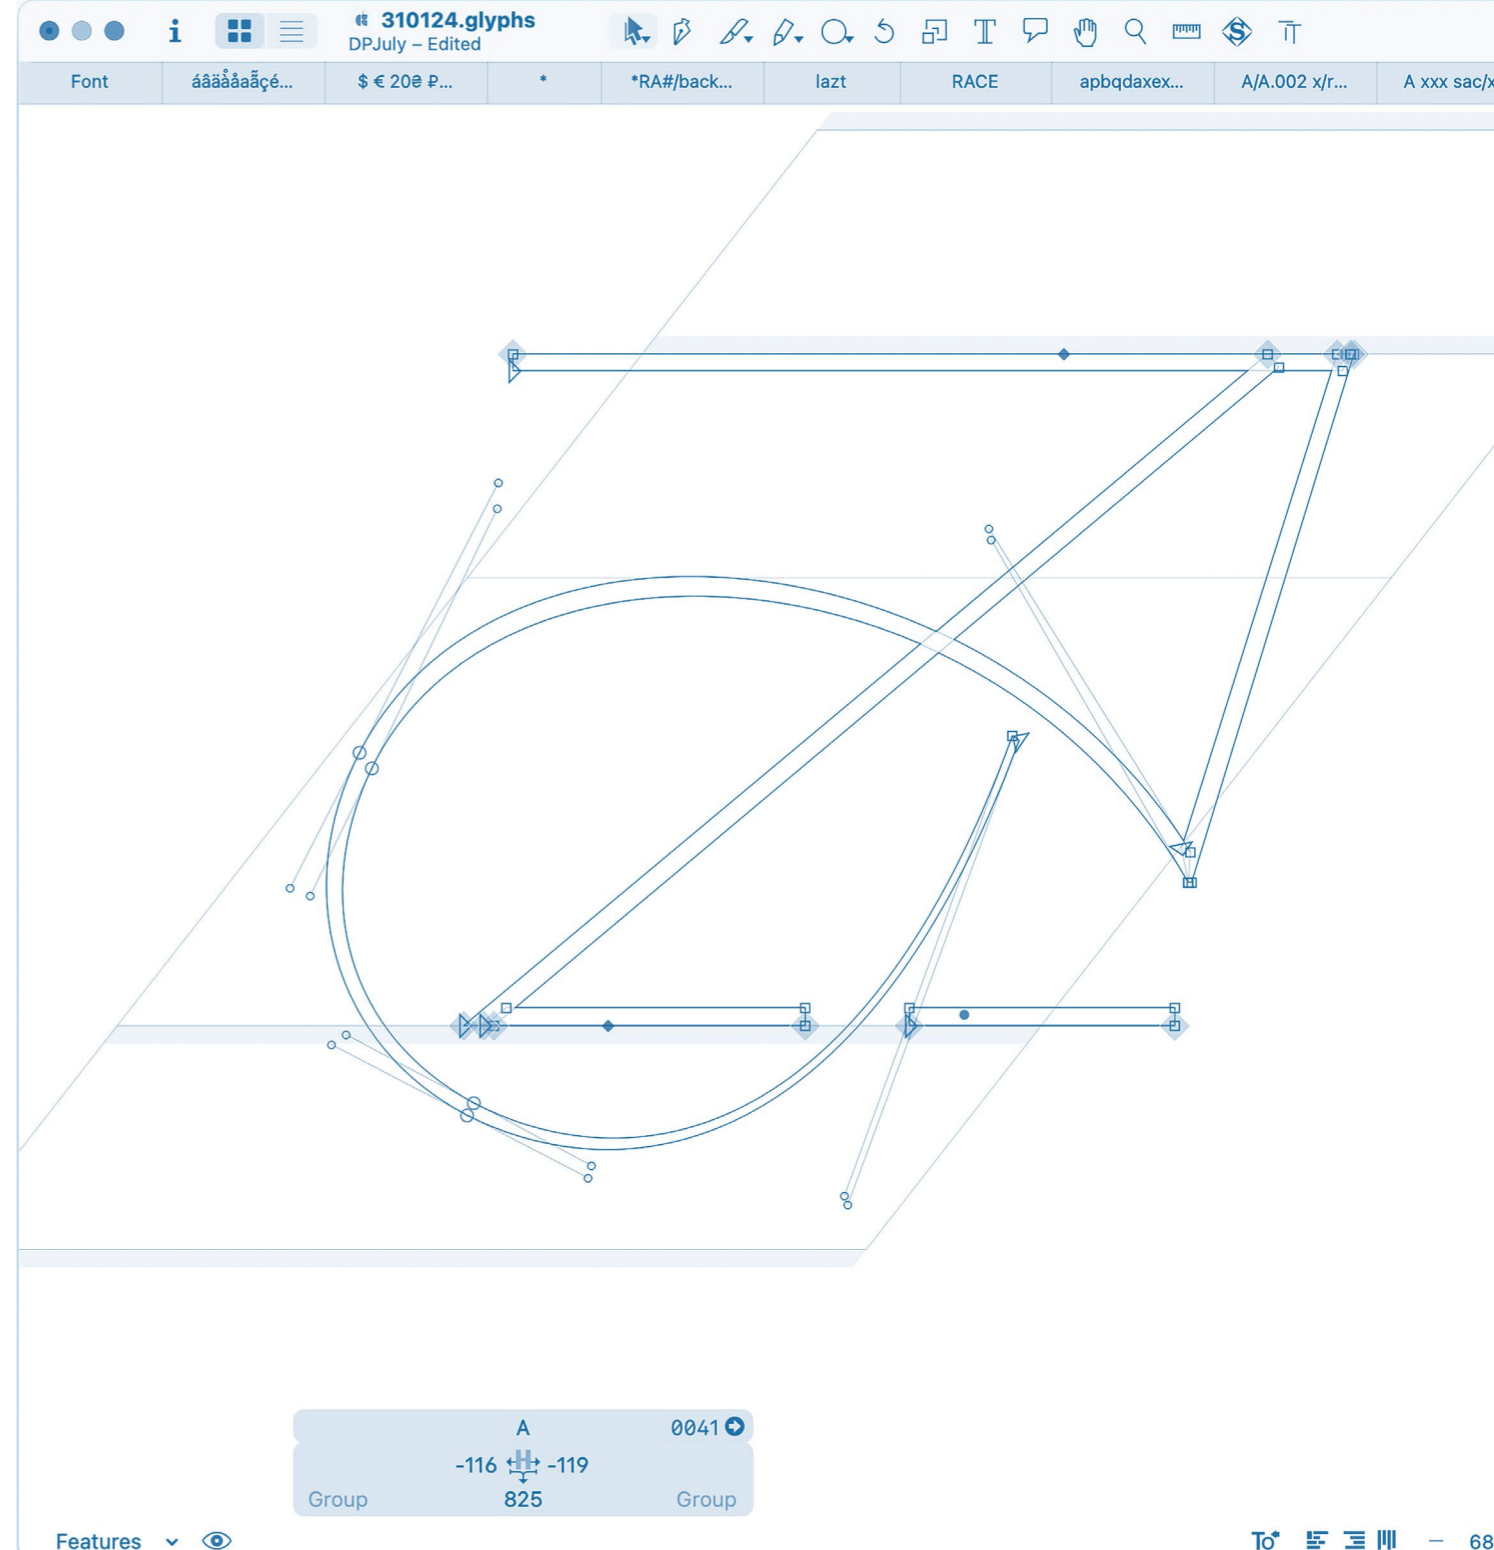 310124.glyphs
DPJuly – Edited
Font
$ € 20₴ ₽...
*
*RA#/back...
lazt
RACE
apbqdaxex...
A/A.002 x/r...
A xxx sac/x
A
0041
-116
-119
Group
825
Group
Features
68